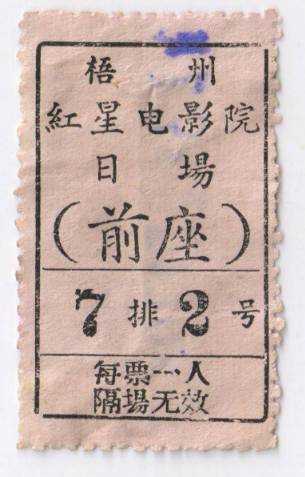 梧州
紅星电影院
日場
(前座)
7排2号
每票一人
隔場无效